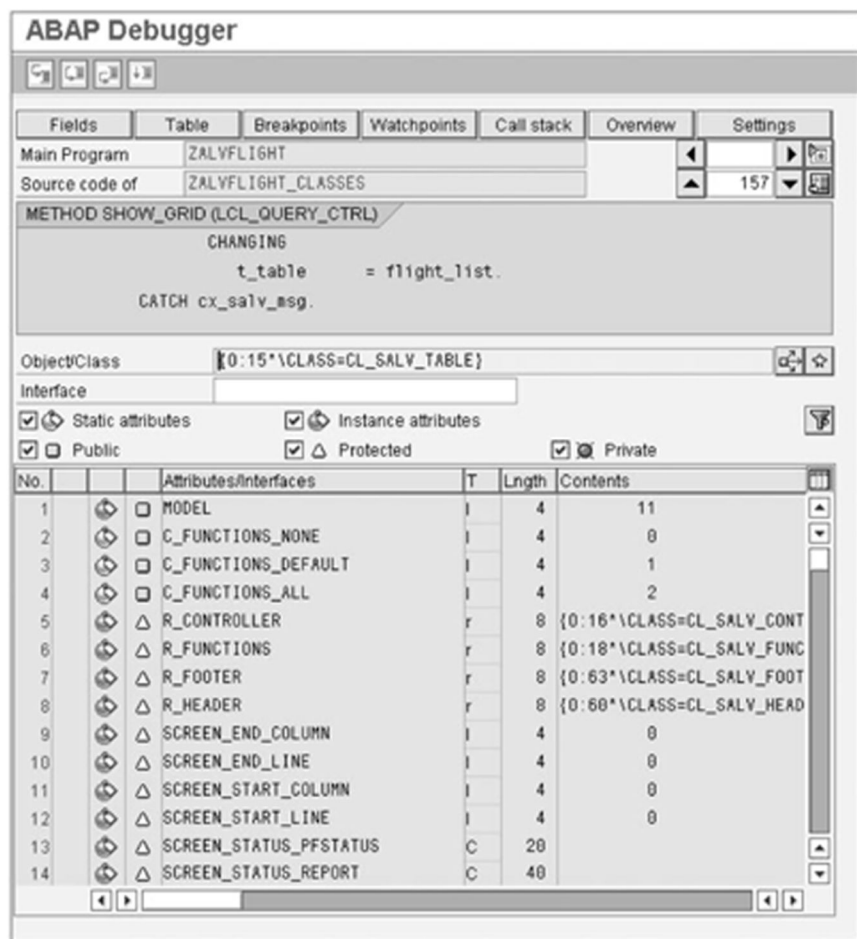 ABAP Debugger
Fields Table Breakpoints Watchpoints Call stack Overview Settings
Main Program ZALVFLIGHT
Source code of ZALVFLIGHT_CLASSES 157
METHOD SHOW_GRID (LCL_QUERY_CTRL)
CHANGING
t_table = flight_list.
CATCH cx_salv_msg.
Object/Class {O:15*\CLASS=CL_SALV_TABLE}
Interface
Static attributes Instance attributes
Public Protected Private
No. Attributes/Interfaces T Lngth Contents
1 MODEL I 4 11
2 C_FUNCTIONS_NONE I 4 0
3 C_FUNCTIONS_DEFAULT I 4 1
4 C_FUNCTIONS_ALL I 4 2
5 R_CONTROLLER r 8 {O:16*\CLASS=CL_SALV_CONT
6 R_FUNCTIONS r 8 {O:18*\CLASS=CL_SALV_FUNC
7 R_FOOTER r 8 {O:63*\CLASS=CL_SALV_FOOT
8 R_HEADER r 8 {O:60*\CLASS=CL_SALV_HEAD
9 SCREEN_END_COLUMN I 4 0
10 SCREEN_END_LINE I 4 0
11 SCREEN_START_COLUMN I 4 0
12 SCREEN_START_LINE I 4 0
13 SCREEN_STATUS_PFSTATUS C 20
14 SCREEN_STATUS_REPORT C 40